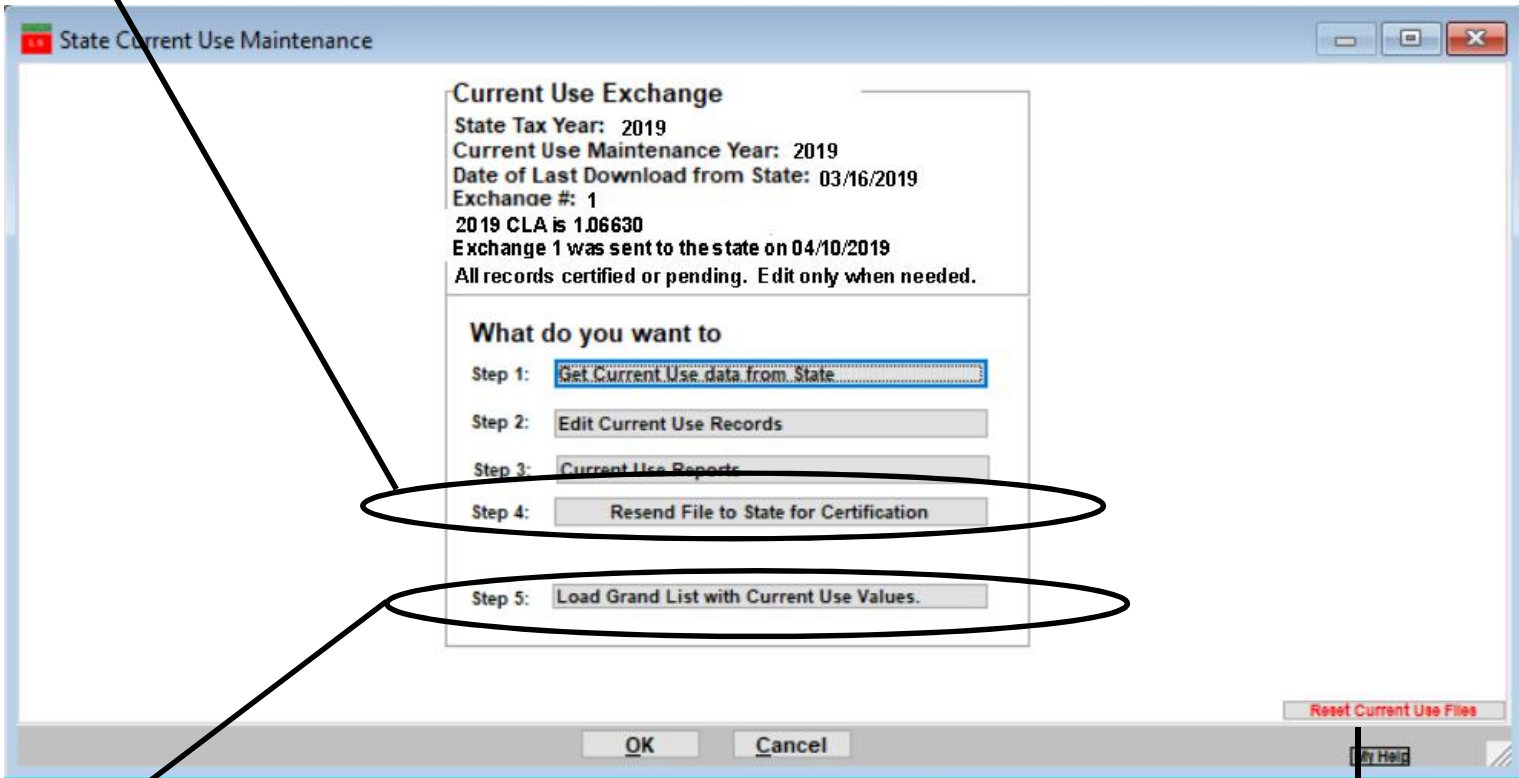 State Current Use Maintenance
Current Use Exchange
State Tax Year: 2019
Current Use Maintenance Year: 2019
Date of Last Download from State: 03/16/2019
Exchange #: 1
2019 CLA is 1.06630
Exchange 1 was sent to the state on 04/10/2019
All records certified or pending. Edit only when needed.
What do you want to
Step 1: Get Current Use data from State
Step 2: Edit Current Use Records
Step 3: Current Use Reports
Step 4: Resend File to State for Certification
Step 5: Load Grand List with Current Use Values.
Reset Current Use Files
OK Cancel
My Help